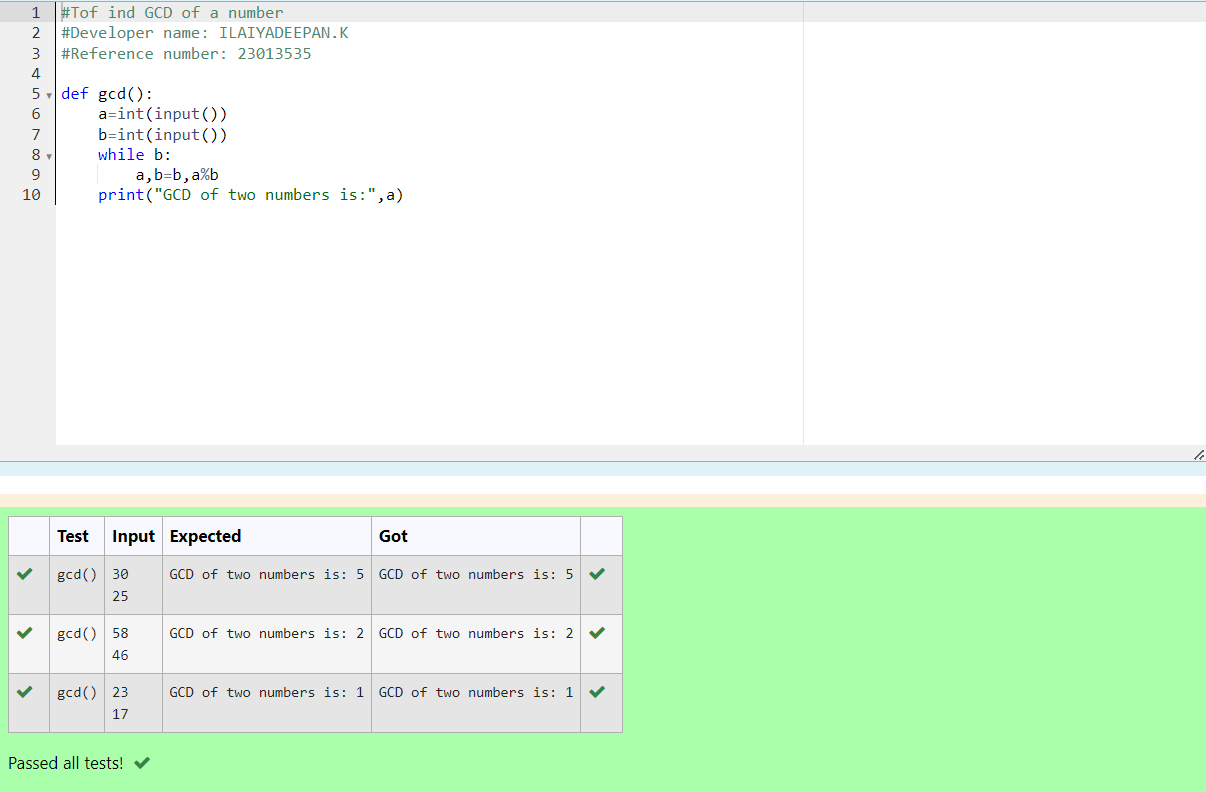 1 #Tof ind GCD of a number
2 #Developer name: ILAIYADEEPAN.K
3 #Reference number: 23013535
4
5 def gcd():
6     a=int(input())
7     b=int(input())
8     while b:
9         a,b=b,a%b
10     print("GCD of two numbers is:",a)
Test Input Expected Got
gcd() 30 GCD of two numbers is: 5 GCD of two numbers is: 5
25
gcd() 58 GCD of two numbers is: 2 GCD of two numbers is: 2
46
gcd() 23 GCD of two numbers is: 1 GCD of two numbers is: 1
17
Passed all tests!